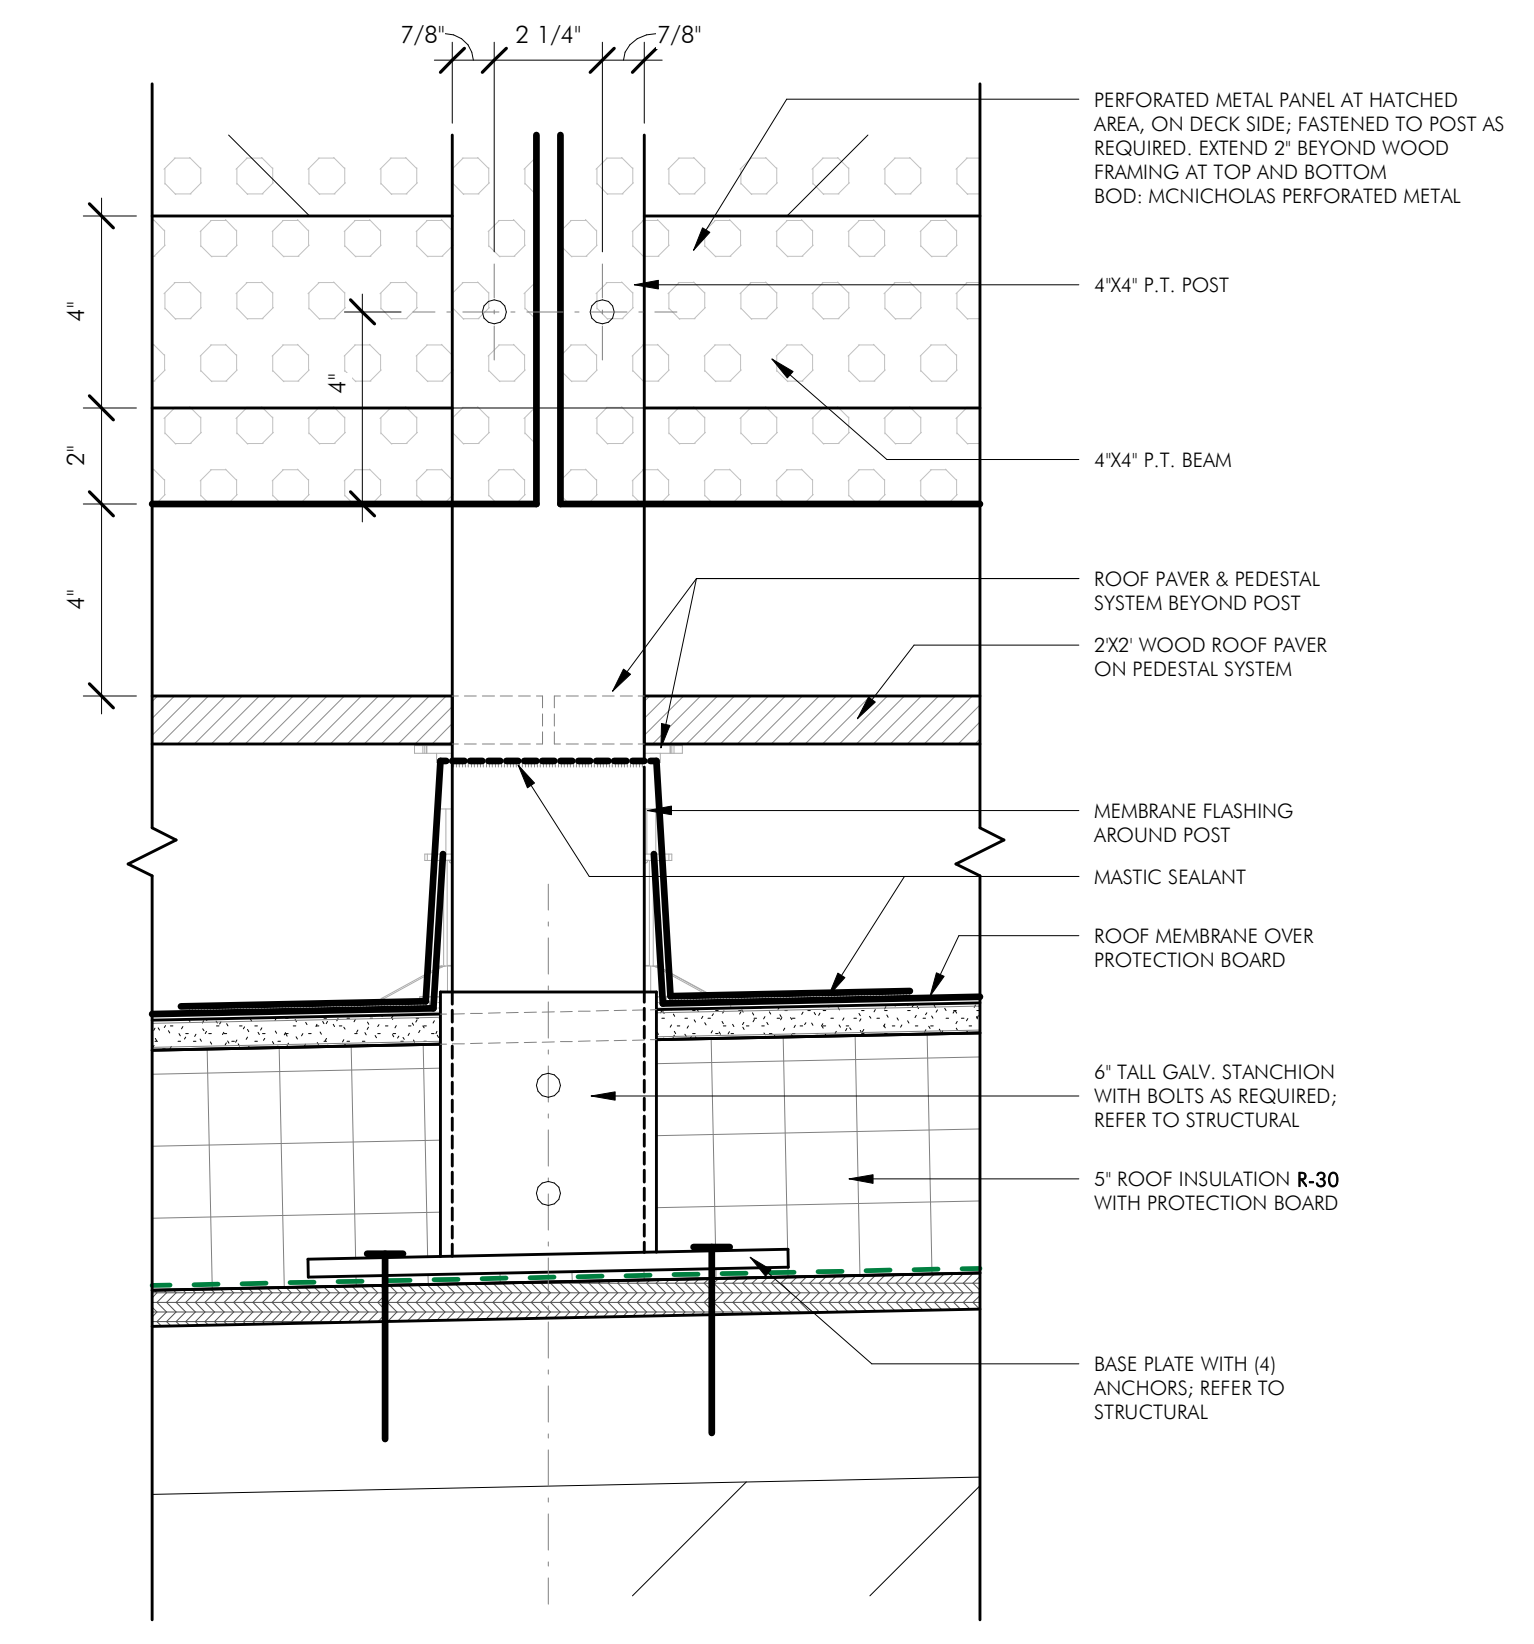 7/8" 2 1/4" 7/8"
PERFORATED METAL PANEL AT HATCHED
AREA, ON DECK SIDE; FASTENED TO POST AS
REQUIRED. EXTEND 2" BEYOND WOOD
FRAMING AT TOP AND BOTTOM
BOD: MCNICHOLAS PERFORATED METAL
4"X4" P.T. POST
4"
4"
2"
4"X4" P.T. BEAM
4"
ROOF PAVER & PEDESTAL
SYSTEM BEYOND POST
2'X2' WOOD ROOF PAVER
ON PEDESTAL SYSTEM
MEMBRANE FLASHING
AROUND POST
MASTIC SEALANT
ROOF MEMBRANE OVER
PROTECTION BOARD
6" TALL GALV. STANCHION
WITH BOLTS AS REQUIRED;
REFER TO STRUCTURAL
5" ROOF INSULATION R-30
WITH PROTECTION BOARD
BASE PLATE WITH (4)
ANCHORS; REFER TO
STRUCTURAL